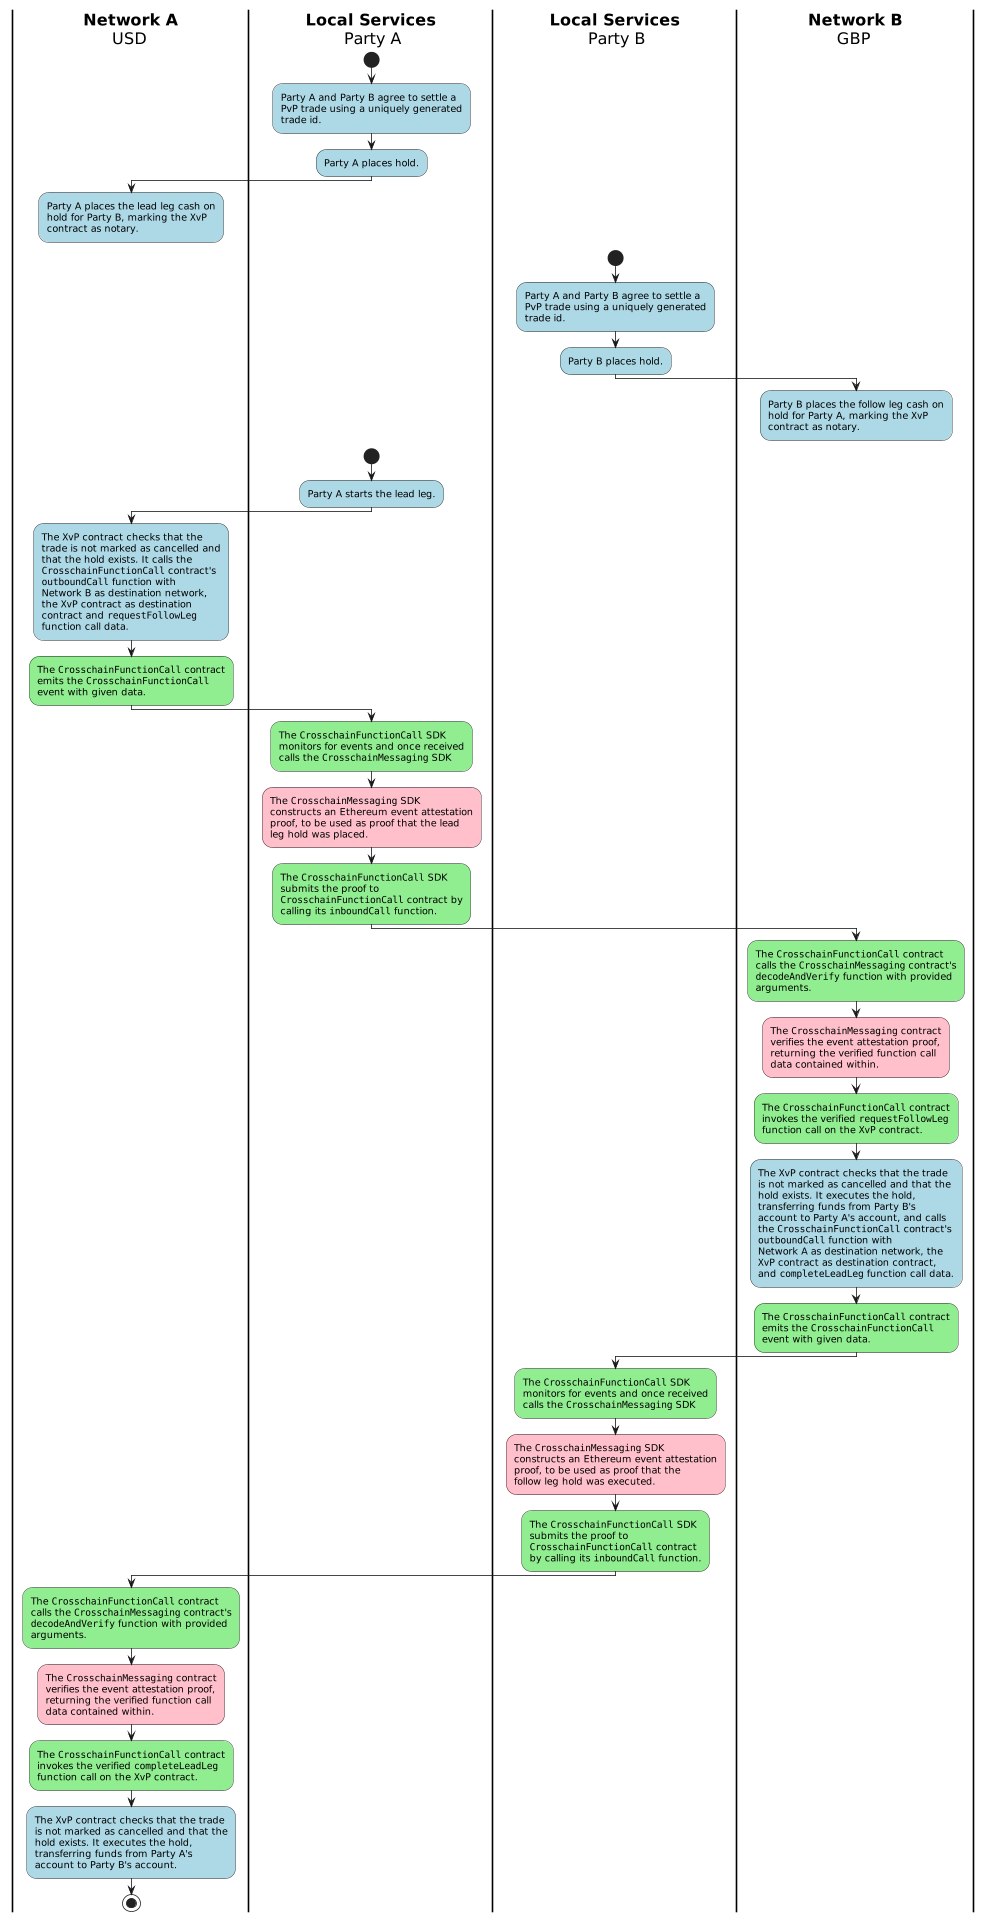 Network A
USD
Local Services
Party A
Local Services
Party B
Network B
GBP
Party A and Party B agree to settle a
PvP trade using a uniquely generated
trade id.
Party A places hold.
Party A places the lead leg cash on
hold for Party B, marking the XvP
contract as notary.
Party A and Party B agree to settle a
PvP trade using a uniquely generated
trade id.
Party B places hold.
Party B places the follow leg cash on
hold for Party A, marking the XvP
contract as notary.
Party A starts the lead leg.
The XvP contract checks that the
trade is not marked as cancelled and
that the hold exists. It calls the
CrosschainFunctionCall contract's
outboundCall function with
Network B as destination network,
the XvP contract as destination
contract and requestFollowLeg
function call data.
The CrosschainFunctionCall contract
emits the CrosschainFunctionCall
event with given data.
The CrosschainFunctionCall SDK
monitors for events and once received
calls the CrosschainMessaging SDK
The CrosschainMessaging SDK
constructs an Ethereum event attestation
proof, to be used as proof that the lead
leg hold was placed.
The CrosschainFunctionCall SDK
submits the proof to
CrosschainFunctionCall contract by
calling its inboundCall function.
The CrosschainFunctionCall contract
calls the CrosschainMessaging contract's
decodeAndVerify function with provided
arguments.
The CrosschainMessaging contract
verifies the event attestation proof,
returning the verified function call
data contained within.
The CrosschainFunctionCall contract
invokes the verified requestFollowLeg
function call on the XvP contract.
The XvP contract checks that the trade
is not marked as cancelled and that the
hold exists. It executes the hold,
transferring funds from Party B's
account to Party A's account, and calls
the CrosschainFunctionCall contract's
outboundCall function with
Network A as destination network, the
XvP contract as destination contract,
and completeLeadLeg function call data.
The CrosschainFunctionCall contract
emits the CrosschainFunctionCall
event with given data.
The CrosschainFunctionCall SDK
monitors for events and once received
calls the CrosschainMessaging SDK
The CrosschainMessaging SDK
constructs an Ethereum event attestation
proof, to be used as proof that the
follow leg hold was executed.
The CrosschainFunctionCall SDK
submits the proof to
CrosschainFunctionCall contract
by calling its inboundCall function.
The CrosschainFunctionCall contract
calls the CrosschainMessaging contract's
decodeAndVerify function with provided
arguments.
The CrosschainMessaging contract
verifies the event attestation proof,
returning the verified function call
data contained within.
The CrosschainFunctionCall contract
invokes the verified completeLeadLeg
function call on the XvP contract.
The XvP contract checks that the trade
is not marked as cancelled and that the
hold exists. It executes the hold,
transferring funds from Party A's
account to Party B's account.